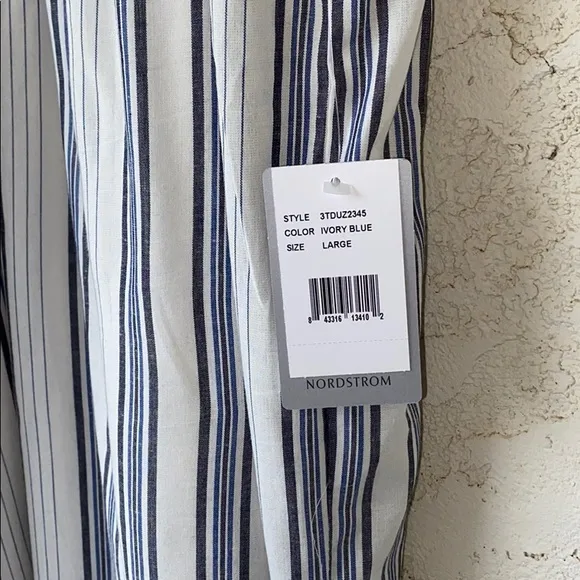 STYLE 3TDUZ2345
COLOR IVORY BLUE
SIZE LARGE
8 43316 13410 2
NORDSTROM